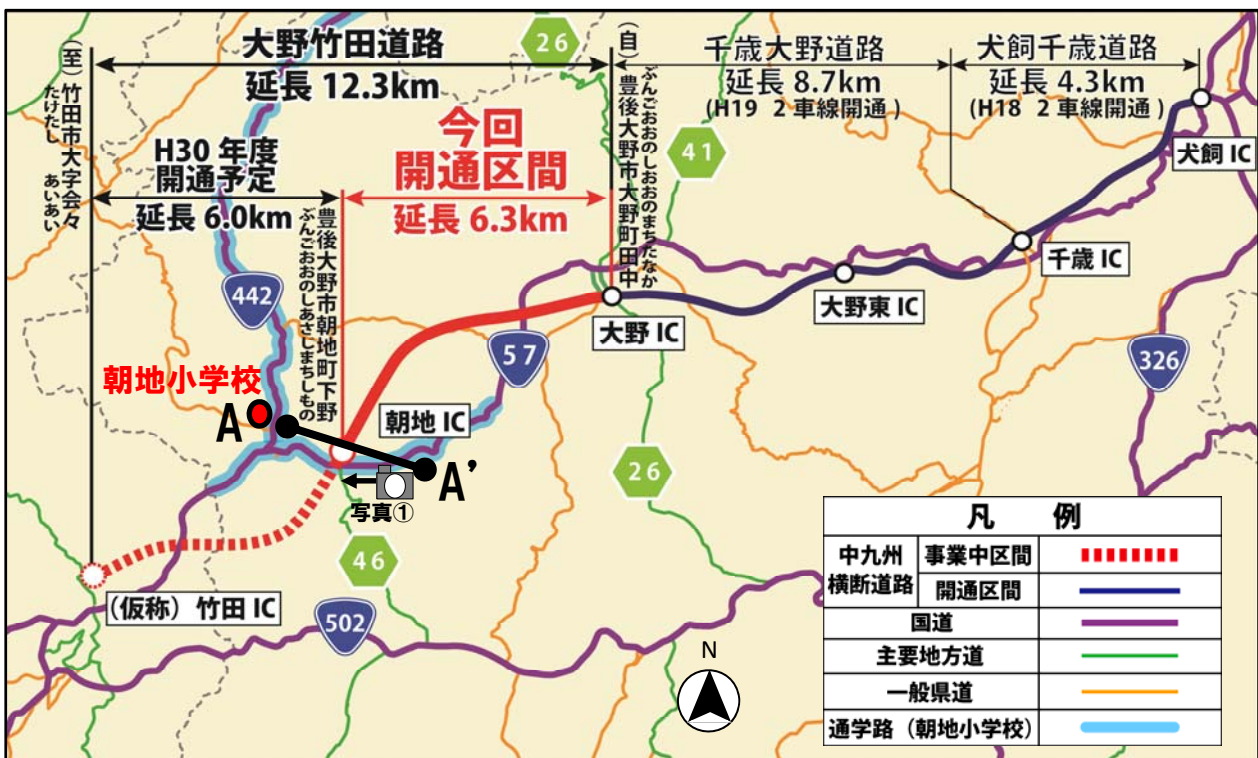 大野竹田道路
延長 12.3km
26
千歳大野道路
延長 8.7km
(H19 2車線開通)
犬飼千歳道路
延長 4.3km
(H18 2車線開通)
(至)竹田市大字会々
たけたし あいあい
H30 年度
開通予定
延長 6.0km
今回
開通区間
延長 6.3km
豊後大野市朝地町下野
ぶんごおおのしあさじまちしもの
(自)豊後大野市大野町田中
ぶんごおおのしおおのまちたなか
41
犬飼 IC
千歳 IC
大野東 IC
大野 IC
442
57
326
朝地小学校
A
朝地 IC
A’
写真①
26
46
(仮称)竹田 IC
502
N
凡 例
中九州
横断道路
事業中区間
開通区間
国道
主要地方道
一般県道
通学路(朝地小学校)